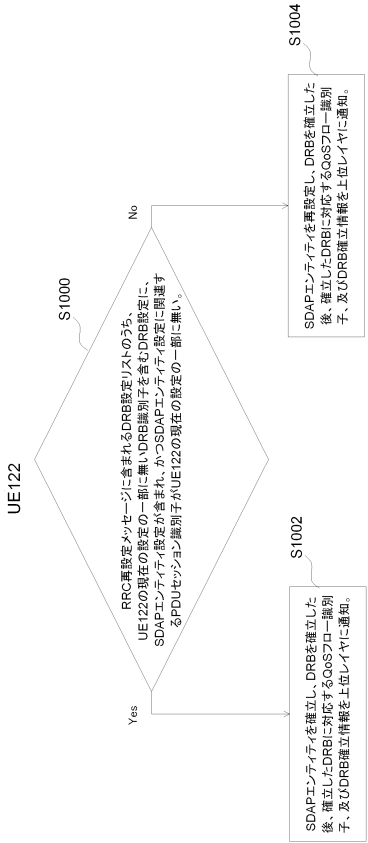 UE122
S1000
RRC再設定メッセージに含まれるDRB設定リストのうち、
UE122の現在の設定の一部に無いDRB識別子を含むDRB設定に、
SDAPエンティティ設定が含まれ、かつSDAPエンティティ設定に関連す
るPDUセッション識別子がUE122の現在の設定の一部に無い。
Yes
No
S1002
SDAPエンティティを確立し、DRBを確立した
後、確立したDRBに対応するQoSフロー識別
子、及びDRB確立情報を上位レイヤに通知。
S1004
SDAPエンティティを再設定し、DRBを確立した
後、確立したDRBに対応するQoSフロー識別
子、及びDRB確立情報を上位レイヤに通知。